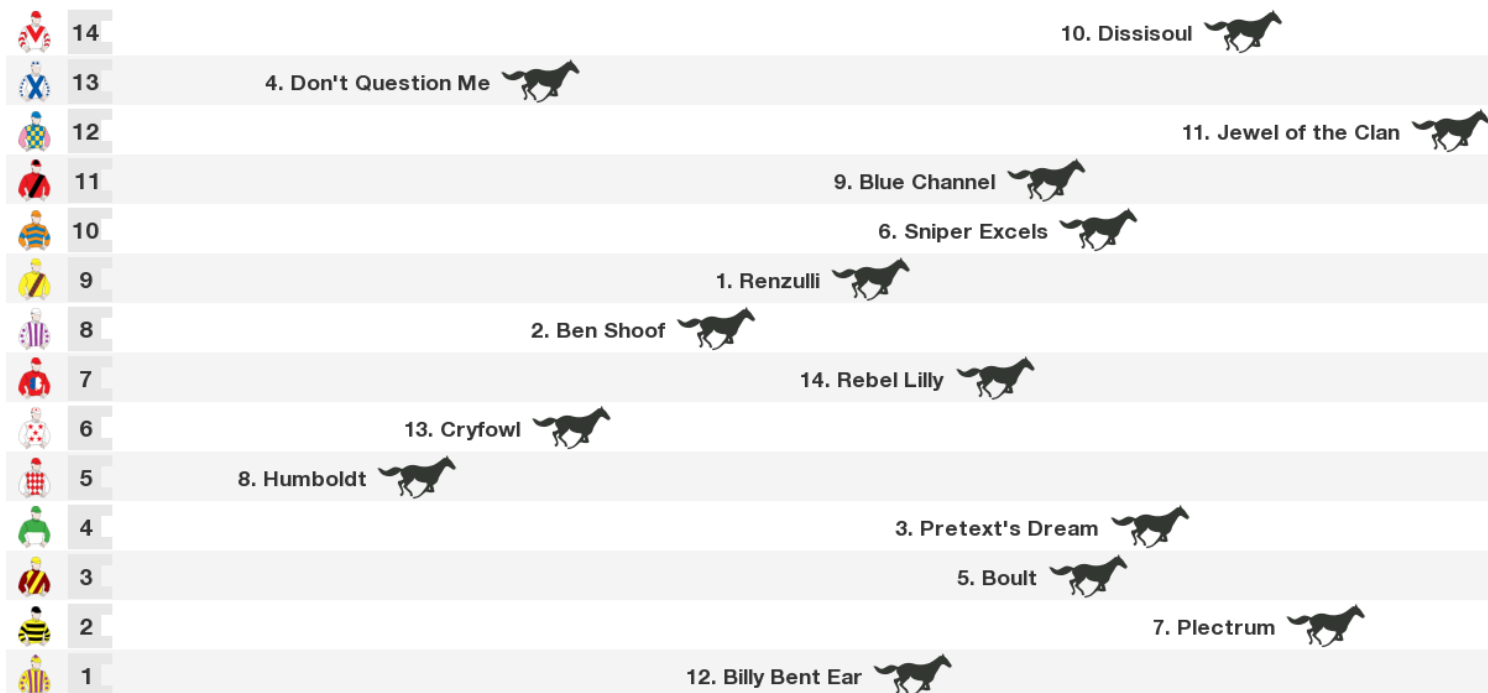 14 10. Dissisoul
13 4. Don't Question Me
12 11. Jewel of the Clan
11 9. Blue Channel
10 6. Sniper Excels
9 1. Renzulli
8 2. Ben Shoof
7 14. Rebel Lilly
6 13. Cryfowl
5 8. Humboldt
4 3. Pretext's Dream
3 5. Boult
2 7. Plectrum
1 12. Billy Bent Ear